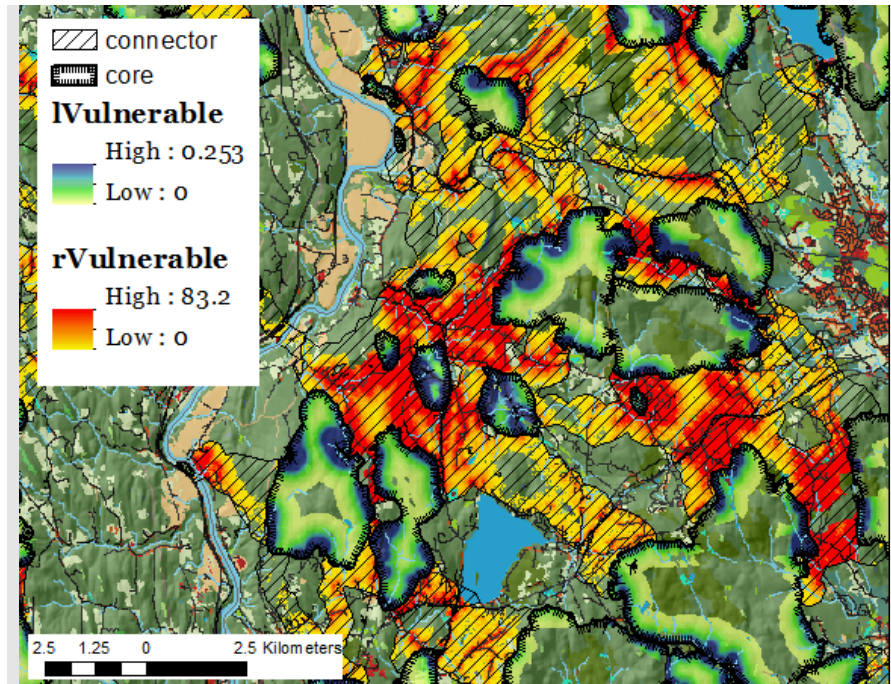 connector
core
lVulnerable
High : 0.253
Low : 0
rVulnerable
High : 83.2
Low : 0
2.5 1.25 0 2.5 Kilometers